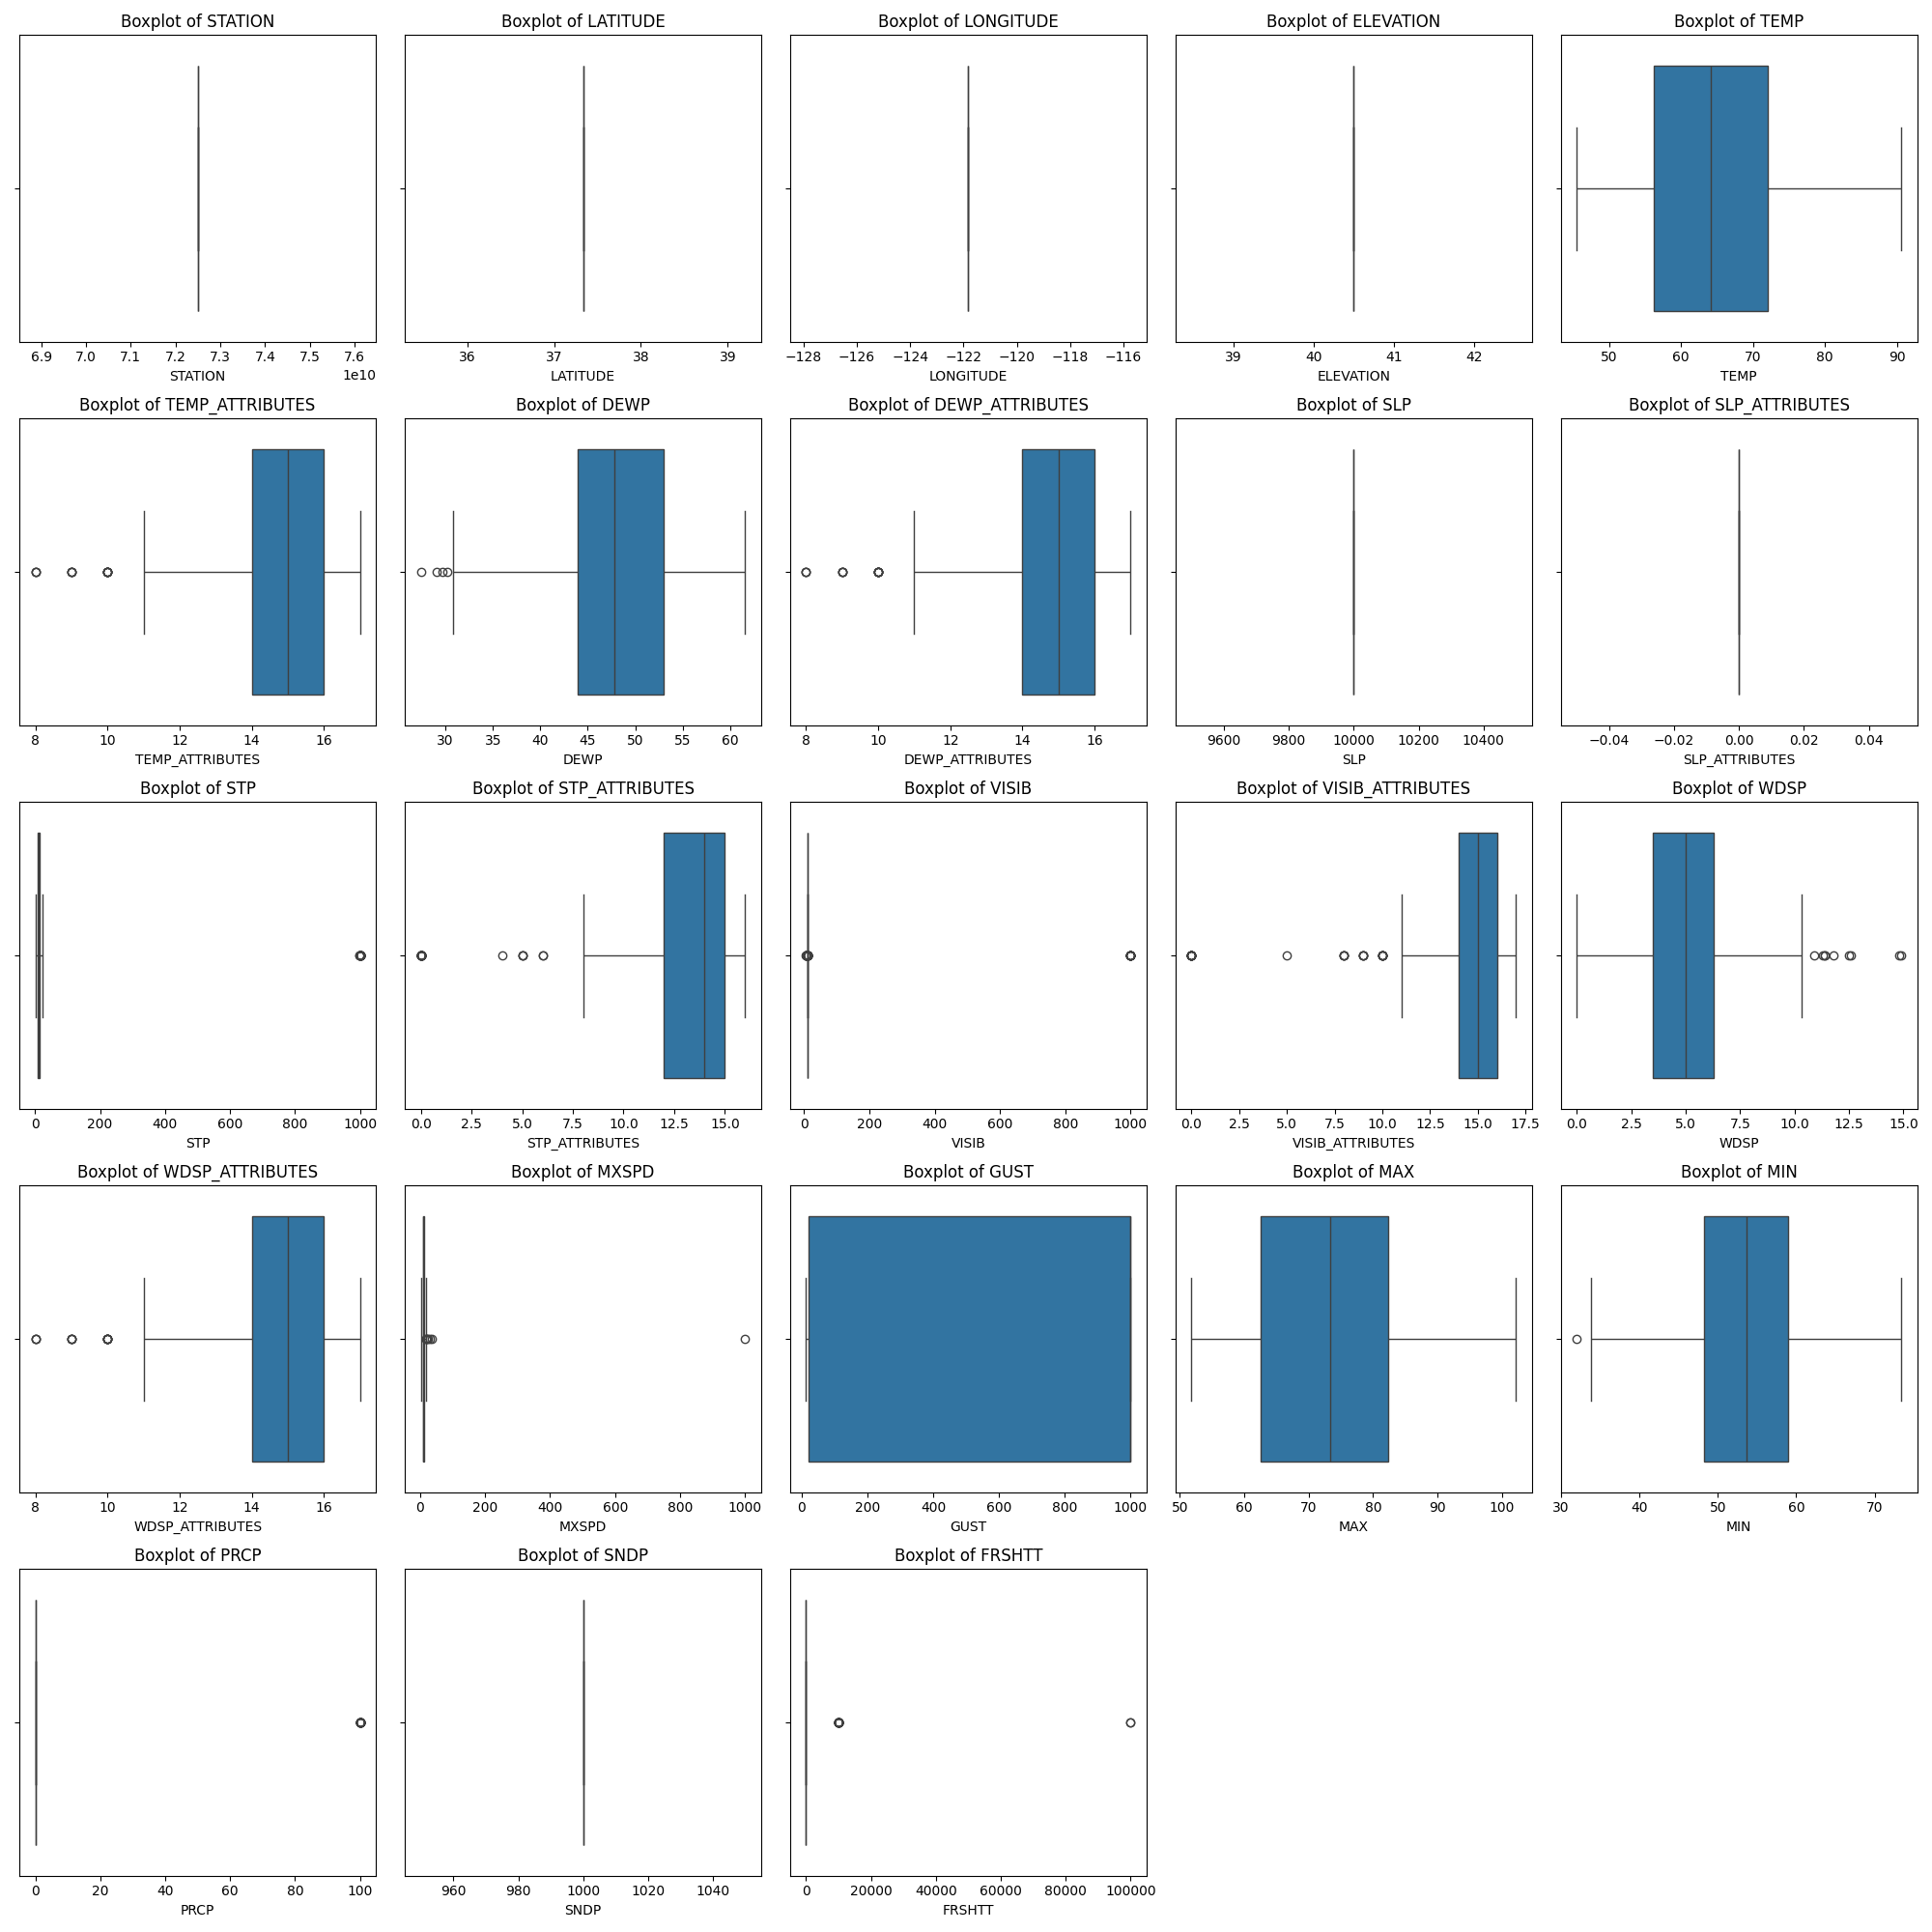 Boxplot of STATION Boxplot of LATITUDE Boxplot of LONGITUDE Boxplot of ELEVATION Boxplot of TEMP
6.9 7.0 7.1 7.2 7.3 7.4 7.5 7.6 36 37 38 39 −128 −126 −124 −122 −120 −118 −116 39 40 41 42 50 60 70 80 90
STATION 1e10 LATITUDE LONGITUDE ELEVATION TEMP
Boxplot of TEMP_ATTRIBUTES Boxplot of DEWP Boxplot of DEWP_ATTRIBUTES Boxplot of SLP Boxplot of SLP_ATTRIBUTES
8 10 12 14 16 30 35 40 45 50 55 60 8 10 12 14 16 9600 9800 10000 10200 10400 −0.04 −0.02 0.00 0.02 0.04
TEMP_ATTRIBUTES DEWP DEWP_ATTRIBUTES SLP SLP_ATTRIBUTES
Boxplot of STP Boxplot of STP_ATTRIBUTES Boxplot of VISIB Boxplot of VISIB_ATTRIBUTES Boxplot of WDSP
0 200 400 600 800 1000 0.0 2.5 5.0 7.5 10.0 12.5 15.0 0 200 400 600 800 1000 0.0 2.5 5.0 7.5 10.0 12.5 15.0 17.5 0.0 2.5 5.0 7.5 10.0 12.5 15.0
STP STP_ATTRIBUTES VISIB VISIB_ATTRIBUTES WDSP
Boxplot of WDSP_ATTRIBUTES Boxplot of MXSPD Boxplot of GUST Boxplot of MAX Boxplot of MIN
8 10 12 14 16 0 200 400 600 800 1000 0 200 400 600 800 1000 50 60 70 80 90 100 30 40 50 60 70
WDSP_ATTRIBUTES MXSPD GUST MAX MIN
Boxplot of PRCP Boxplot of SNDP Boxplot of FRSHTT
0 20 40 60 80 100 960 980 1000 1020 1040 0 20000 40000 60000 80000 100000
PRCP SNDP FRSHTT